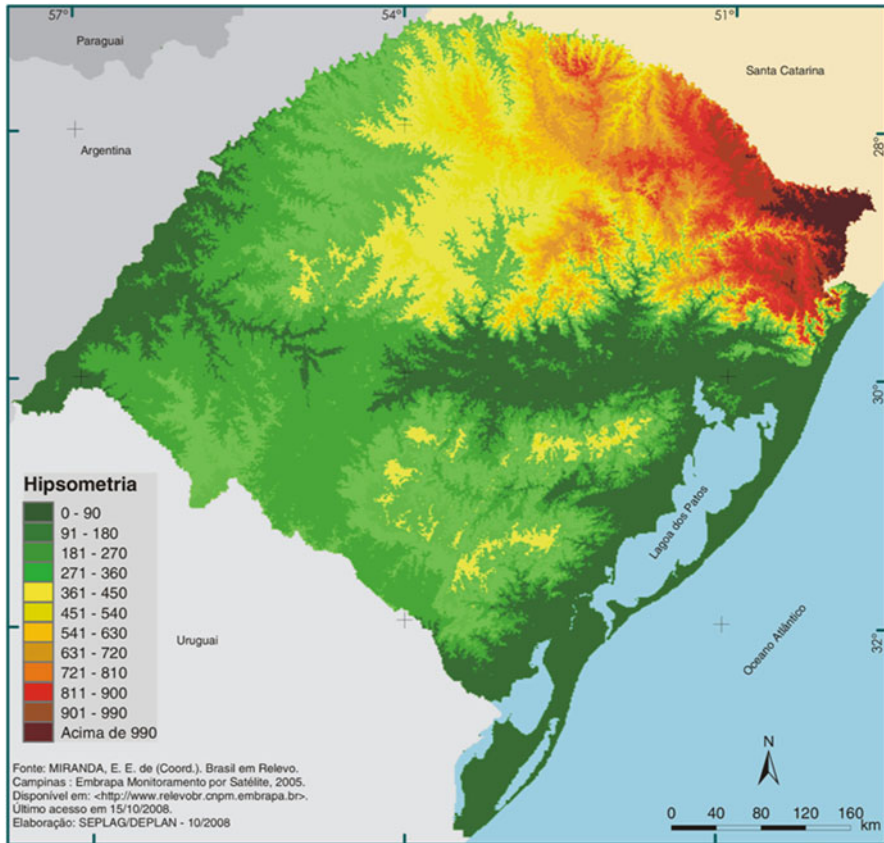 57°
54°
51°
Paraguai
Santa Catarina
Argentina
28°
30°
Hipsometria
0 - 90
91 - 180
181 - 270
271 - 360
361 - 450
451 - 540
541 - 630
631 - 720
721 - 810
811 - 900
901 - 990
Acima de 990
Lagoa dos Patos
Uruguai
Oceano Atlântico
32°
Fonte: MIRANDA, E. E. de (Coord.). Brasil em Relevo.
Campinas : Embrapa Monitoramento por Satélite, 2005.
Disponível em: <http://www.relevobr.cnpm.embrapa.br>.
Último acesso em 15/10/2008.
Elaboração: SEPLAG/DEPLAN - 10/2008
N
0 40 80 120 160
km